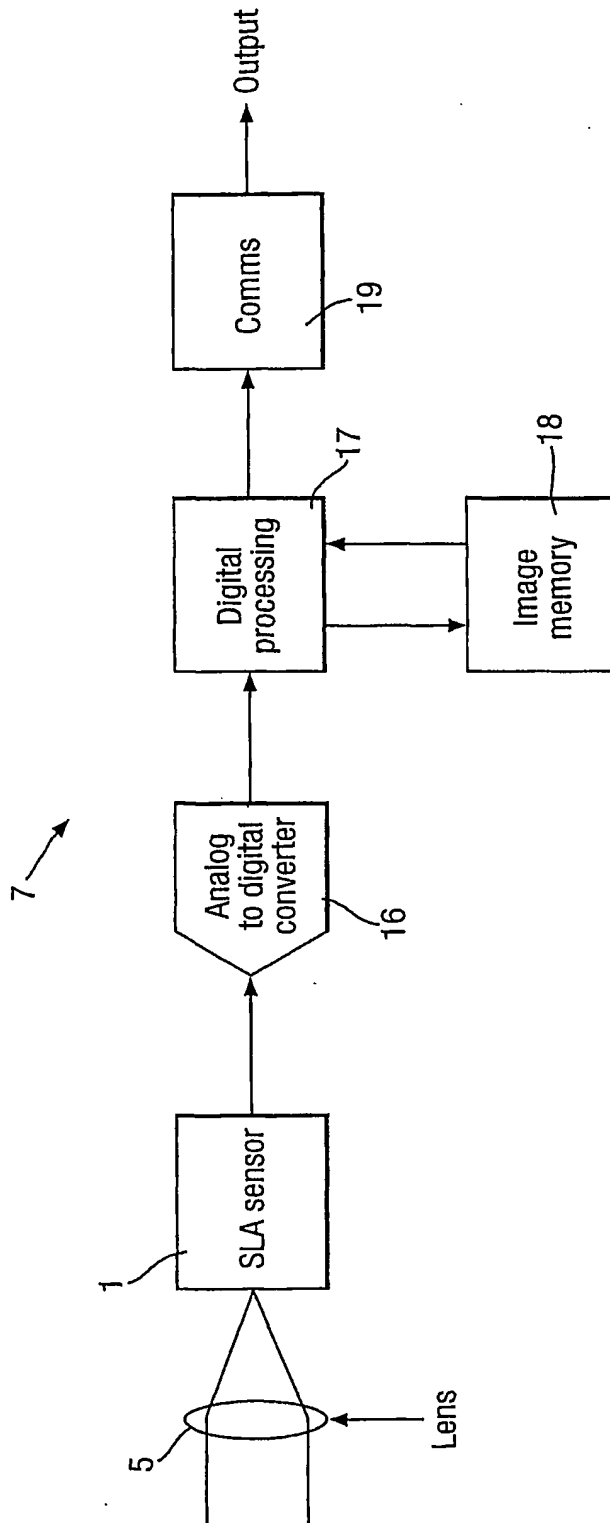 7
5
Lens
1
SLA sensor
Analog
to digital
converter
16
Digital
processing
17
Image
memory
18
Comms
19
Output